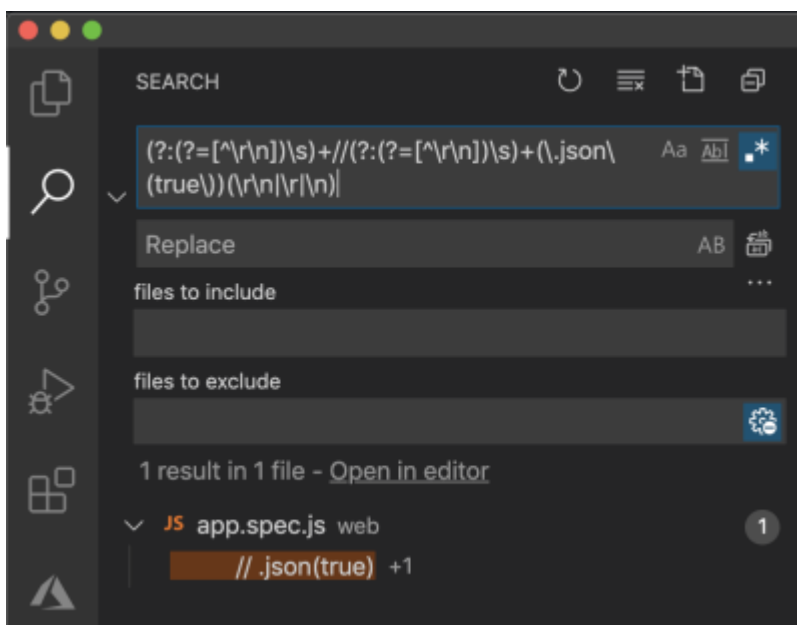 SEARCH
(?:(?=[^\r\n])\s)+//(?:(?=[^\r\n])\s)+(\.json\
(true\))(\r\n|\r|\n)
Aa Abl .*
Replace
AB
files to include
...
files to exclude
1 result in 1 file - Open in editor
JS app.spec.js web 1
// .json(true) +1